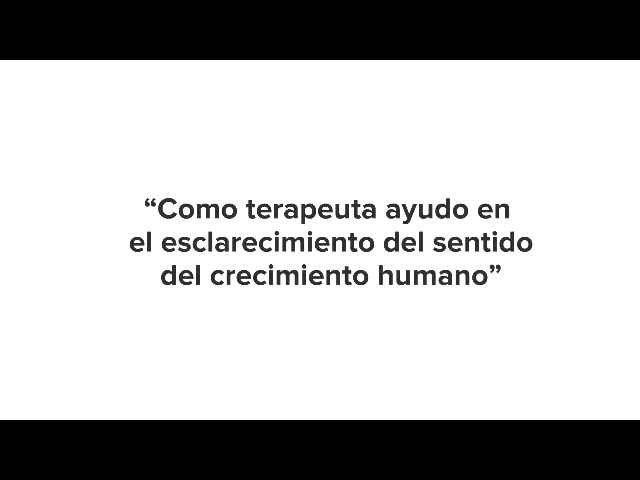 “Como terapeuta ayudo en
el esclarecimiento del sentido
del crecimiento humano”